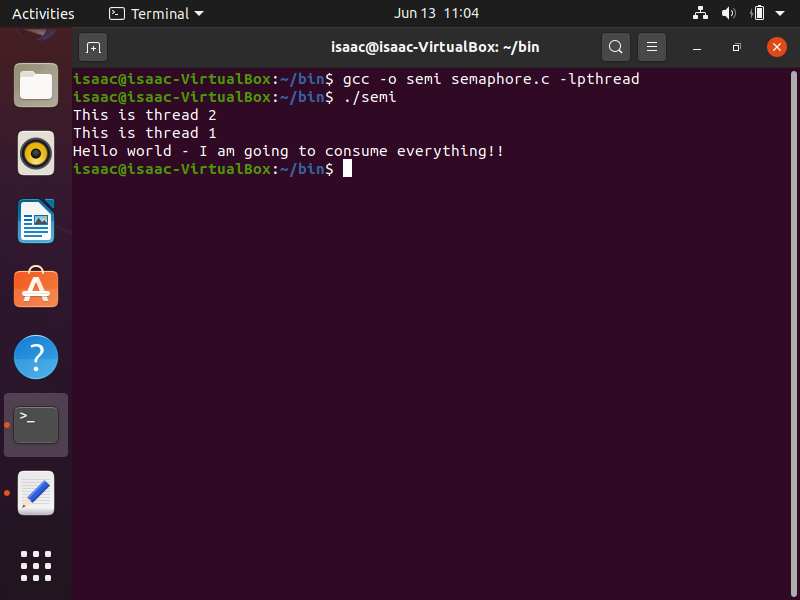 Activities
Terminal
Jun 13 11:04
isaac@isaac-VirtualBox: ~/bin
isaac@isaac-VirtualBox:~/bin$ gcc -o semi semaphore.c -lpthread
isaac@isaac-VirtualBox:~/bin$ ./semi
This is thread 2
This is thread 1
Hello world - I am going to consume everything!!
isaac@isaac-VirtualBox:~/bin$